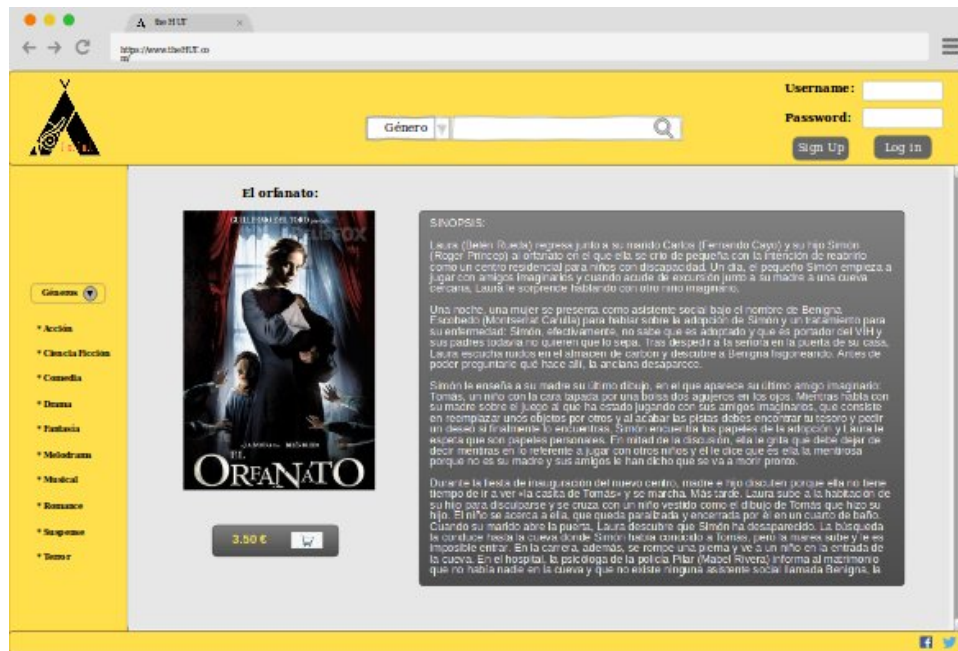 the HUT
https://www.theHUT.co
m/
Username:
Password:
Género
Sign Up
Log in
El orfanato:
GUILLERMO DEL TORO
EL
ORFANATO
3.50 €
Géneros
* Acción
* Ciencia Ficcion
* Comedia
* Drama
* Fantasía
* Melodrama
* Musical
* Romance
* Suspense
* Terror
SINOPSIS:
Laura (Belén Rueda) regresa junto a su marido Carlos (Fernando Cayo) y su hijo Simón
(Roger Príncep) al orfanato en el que ella se crio de pequeña con la intención de reabrirlo
como un centro residencial para niños con discapacidad. Un día, el pequeño Simón empieza a
jugar con amigos imaginarios y cuando acude de excursión junto a su madre a una cueva
cercana, Laura le sorprende hablando con otro niño imaginario.
Una noche, una mujer se presenta como asistente social bajo el nombre de Benigna
Escobedo (Montserrat Carulla) para hablar sobre la adopción de Simón y un tratamiento para
su enfermedad: Simón, efectivamente, no sabe que es adoptado y que es portador del VIH y
sus padres todavía no quieren que lo sepa. Tras despedir a la señora en la puerta de su casa,
Laura escucha ruidos en el almacén de carbón y descubre a Benigna fisgoneando. Antes de
poder preguntarle qué hace allí, la anciana desaparece.
Simón le enseña a su madre su último dibujo, en el que aparece su último amigo imaginario:
Tomás, un niño con la cara tapada por una bolsa dos agujeros en los ojos. Mientras habla con
su madre sobre el juego al que ha estado jugando con sus amigos imaginarios, que consiste
en reemplazar unos objetos por otros y al acabar las pistas debes encontrar tu tesoro y pedir
un deseo si finalmente lo encuentras, Simón encuentra los papeles de la adopción y Laura le
espeta que son papeles personales. En mitad de la discusión, ella le grita que debe dejar de
decir mentiras en lo referente a jugar con otros niños y él le dice que es ella la mentirosa
porque no es su madre y sus amigos le han dicho que se va a morir pronto.
Durante la fiesta de inauguración del nuevo centro, madre e hijo discuten porque ella no tiene
tiempo de ir a ver «la casita de Tomás» y se marcha. Más tarde, Laura sube a la habitación de
su hijo para disculparse y se cruza con un niño vestido como el dibujo de Tomás que hizo su
hijo. El niño se acerca a ella, que queda paralizada y encerrada por él en un cuarto de baño.
Cuando su marido abre la puerta, Laura descubre que Simón ha desaparecido. La búsqueda
la conduce hasta la cueva donde Simón había conocido a Tomás, pero la marea sube y le es
imposible entrar. En la carrera, además, se rompe una pierna y ve a un niño en la entrada de
la cueva. En el hospital, la psicóloga de la policía Pilar (Mabel Rivera) informa al matrimonio
que no había nadie en la cueva y que no existe ninguna asistente social llamada Benigna, la